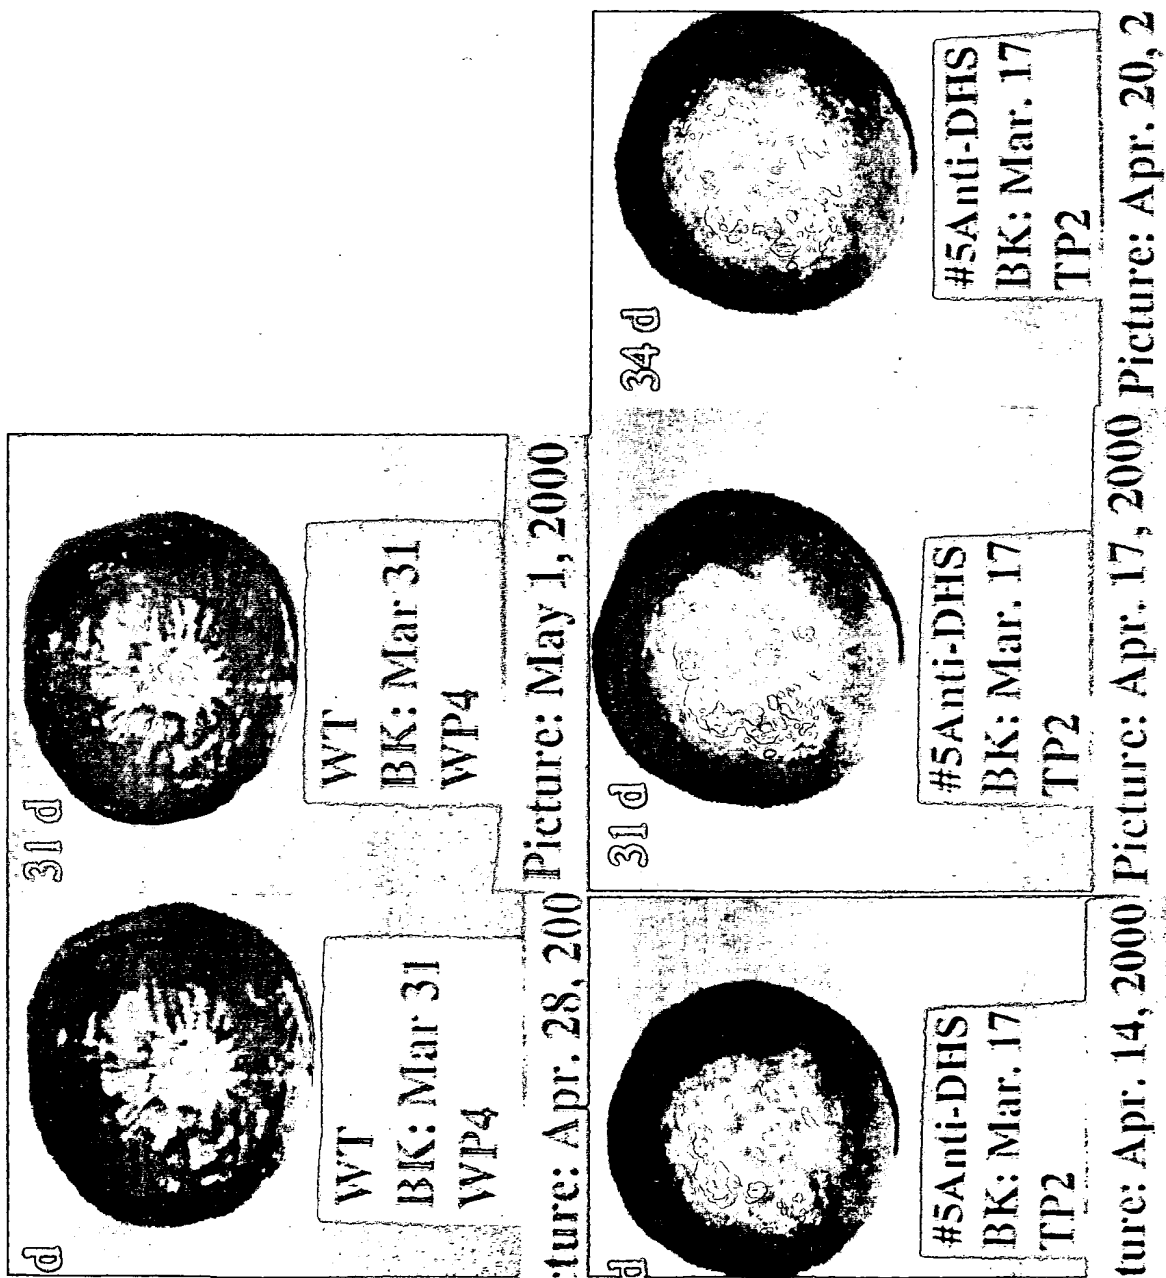 d
31 d
WT
BK: Mar 31
WP4
WT
BK: Mar 31
WP4
cture: Apr. 28, 200
Picture: May 1, 2000
d
31 d
34 d
#5Anti-DHS
BK: Mar. 17
TP2
#5Anti-DHS
BK: Mar. 17
TP2
#5Anti-DHS
BK: Mar. 17
TP2
ture: Apr. 14, 2000
Picture: Apr. 17, 2000
Picture: Apr. 20, 2